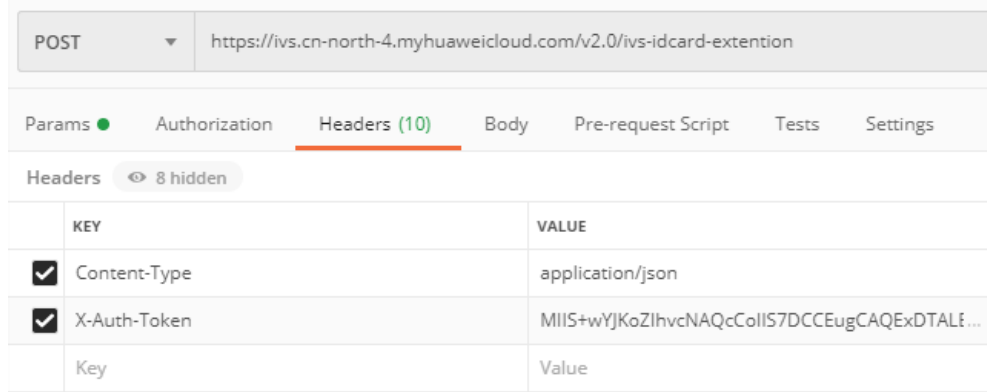 POST https://ivs.cn-north-4.myhuaweicloud.com/v2.0/ivs-idcard-extention
Params Authorization Headers (10) Body Pre-request Script Tests Settings
Headers 8 hidden
KEY VALUE
Content-Type application/json
X-Auth-Token MIIS+wYJKoZIhvcNAQcCoIIS7DCCEugCAQExDTALE...
Key Value